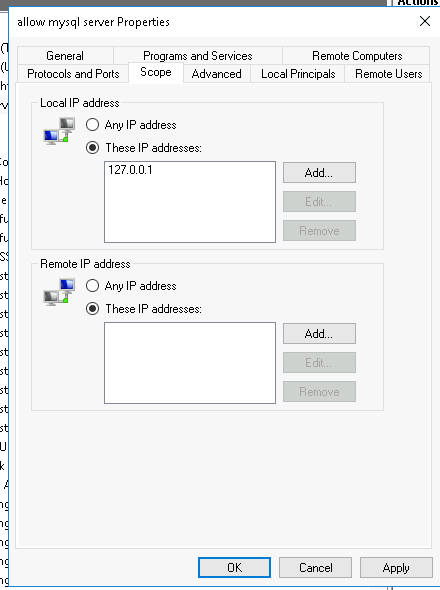 Actions
allow mysql server Properties
General
Programs and Services
Remote Computers
Protocols and Ports
Scope
Advanced
Local Principals
Remote Users
Local IP address
Any IP address
These IP addresses:
127.0.0.1
Add...
Edit...
Remove
Remote IP address
Any IP address
These IP addresses:
Add...
Edit...
Remove
OK
Cancel
Apply